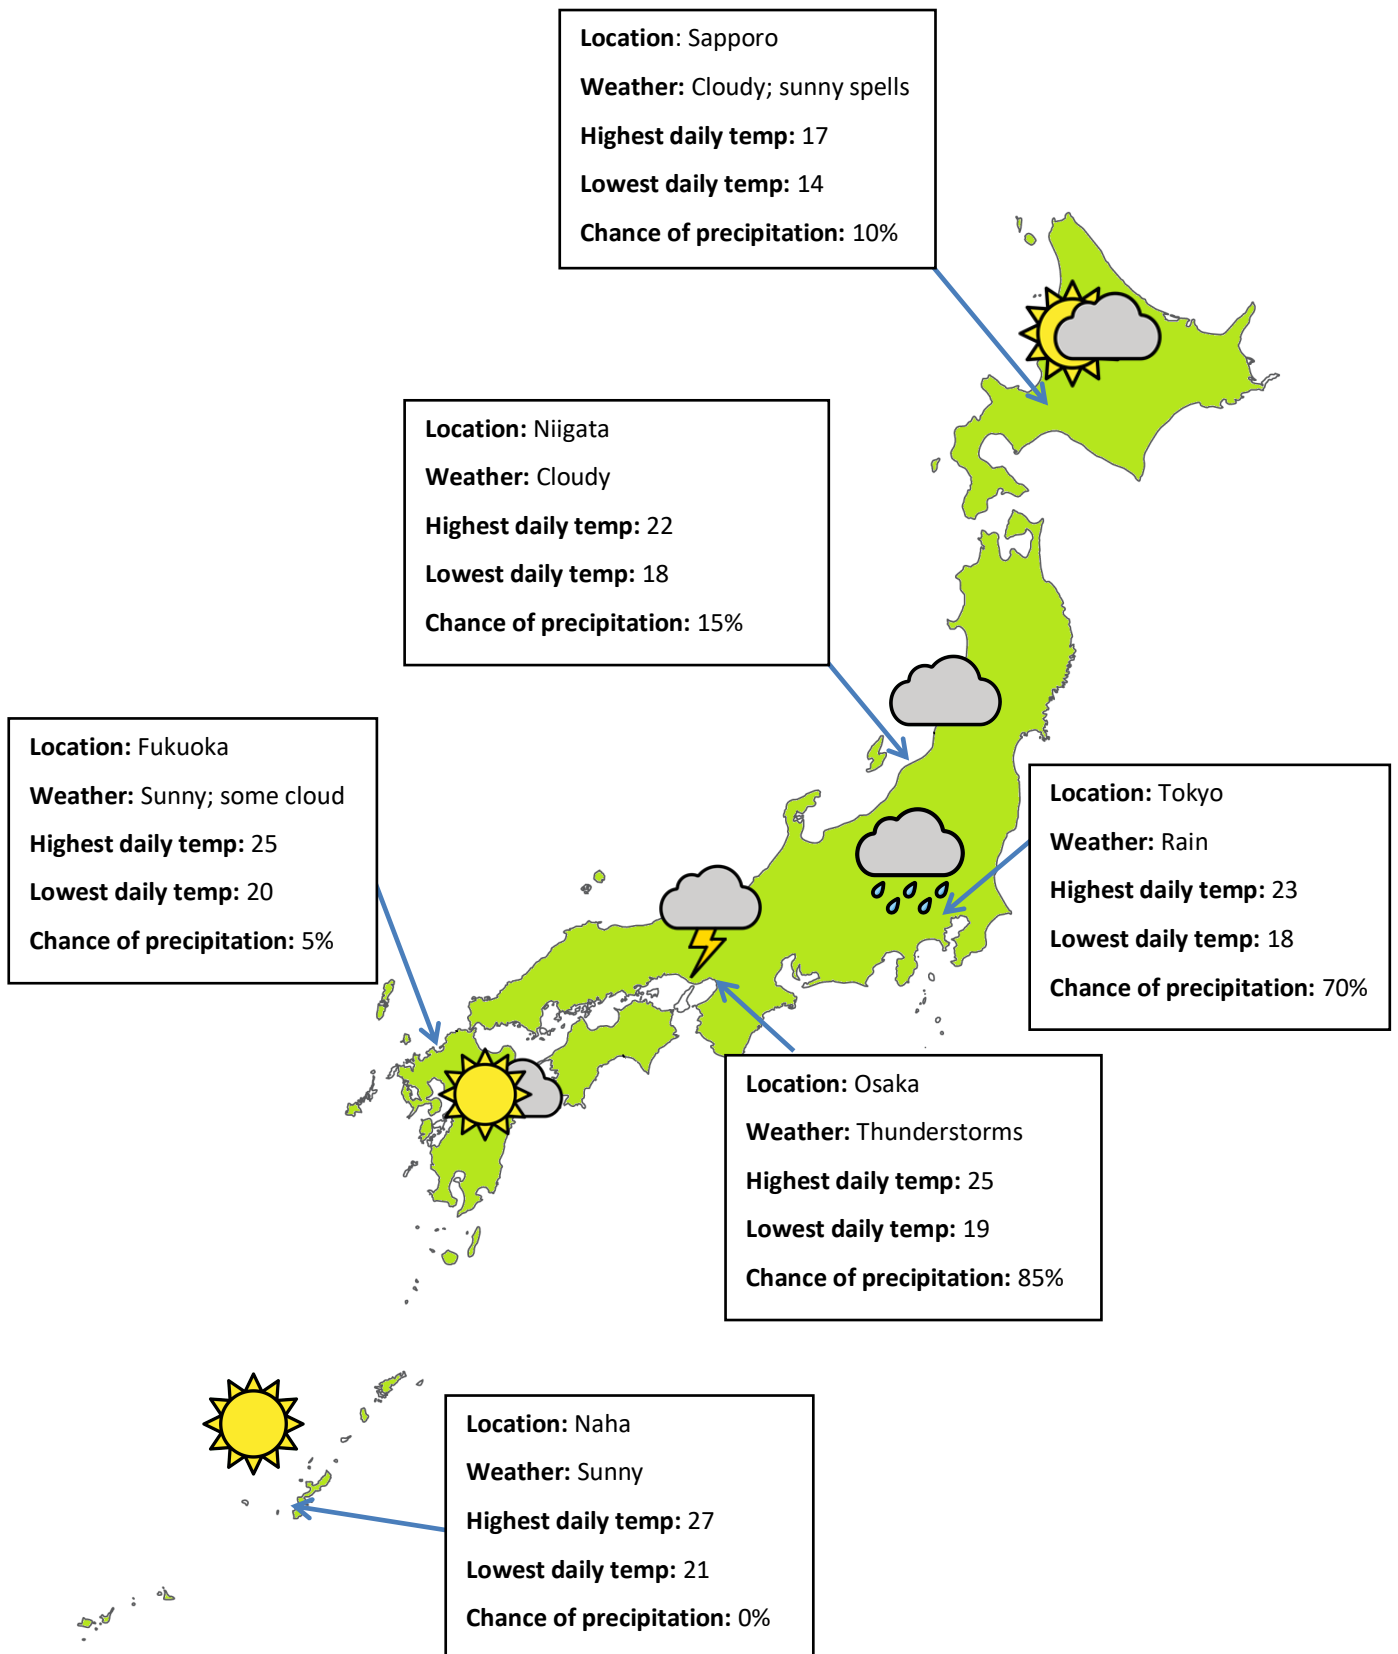 Location: Sapporo
Weather: Cloudy; sunny spells
Highest daily temp: 17
Lowest daily temp: 14
Chance of precipitation: 10%
Location: Niigata
Weather: Cloudy
Highest daily temp: 22
Lowest daily temp: 18
Chance of precipitation: 15%
Location: Fukuoka
Weather: Sunny; some cloud
Highest daily temp: 25
Lowest daily temp: 20
Chance of precipitation: 5%
Location: Tokyo
Weather: Rain
Highest daily temp: 23
Lowest daily temp: 18
Chance of precipitation: 70%
Location: Osaka
Weather: Thunderstorms
Highest daily temp: 25
Lowest daily temp: 19
Chance of precipitation: 85%
Location: Naha
Weather: Sunny
Highest daily temp: 27
Lowest daily temp: 21
Chance of precipitation: 0%